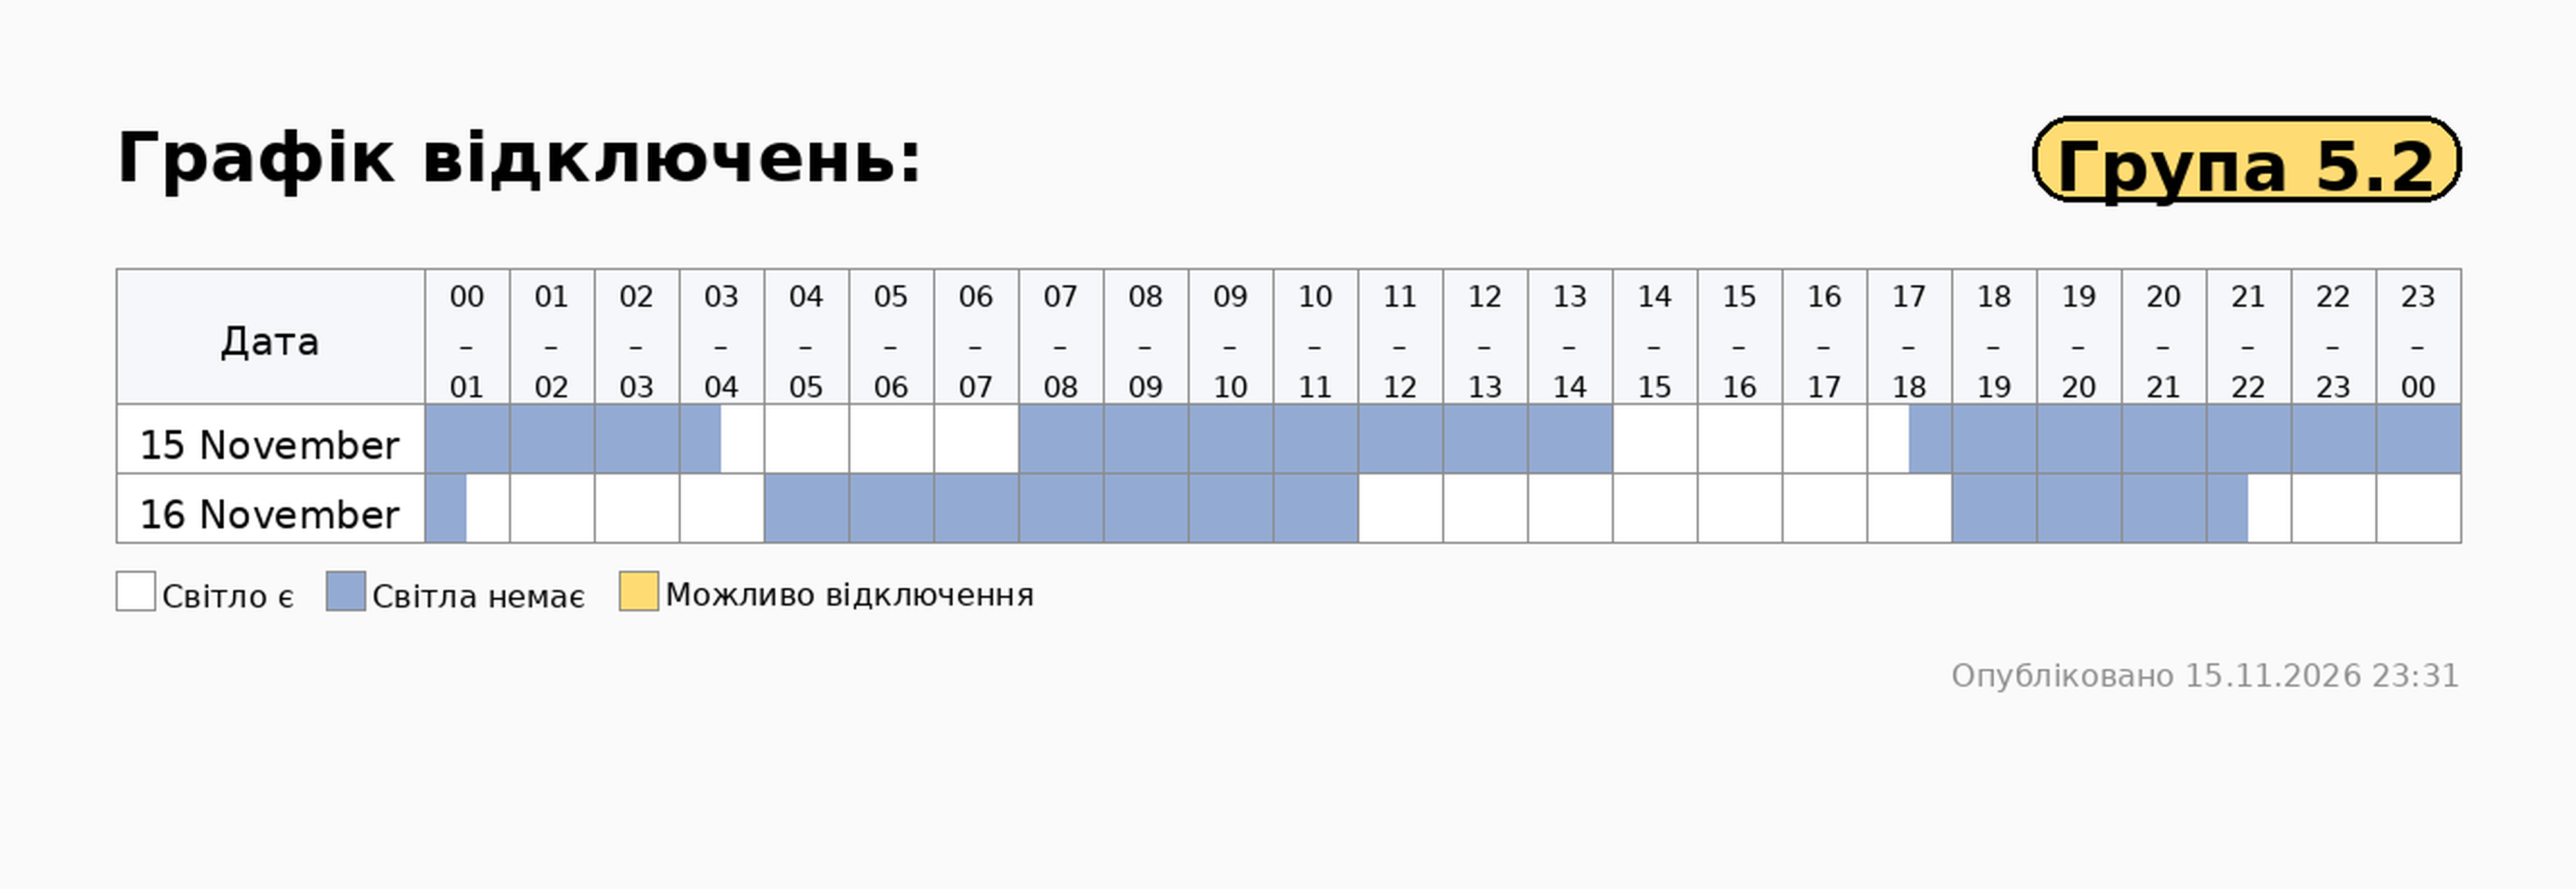 Графік відключень:
Група 5.2
Дата
00 – 01
01 – 02
02 – 03
03 – 04
04 – 05
05 – 06
06 – 07
07 – 08
08 – 09
09 – 10
10 – 11
11 – 12
12 – 13
13 – 14
14 – 15
15 – 16
16 – 17
17 – 18
18 – 19
19 – 20
20 – 21
21 – 22
22 – 23
23 – 00
15 November
16 November
Світло є
Світла немає
Можливо відключення
Опубліковано 15.11.2026 23:31